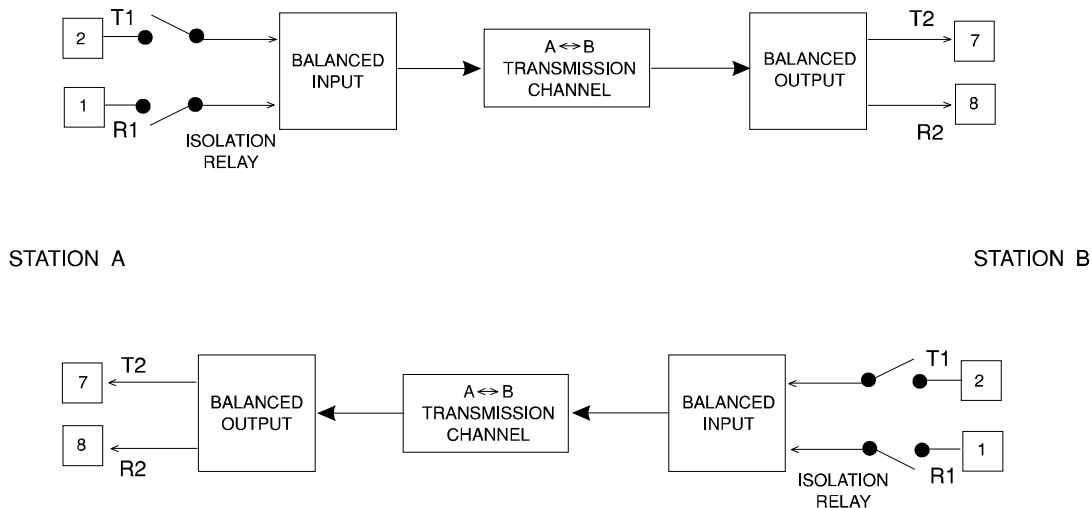 T1
2
BALANCED
INPUT
A ⇔ B
TRANSMISSION
CHANNEL
BALANCED
OUTPUT
T2
7
1
R1
ISOLATION
RELAY
8
R2
STATION A
STATION B
7
T2
BALANCED
OUTPUT
A ⇔ B
TRANSMISSION
CHANNEL
BALANCED
INPUT
T1
2
8
R2
1
R1
ISOLATION
RELAY